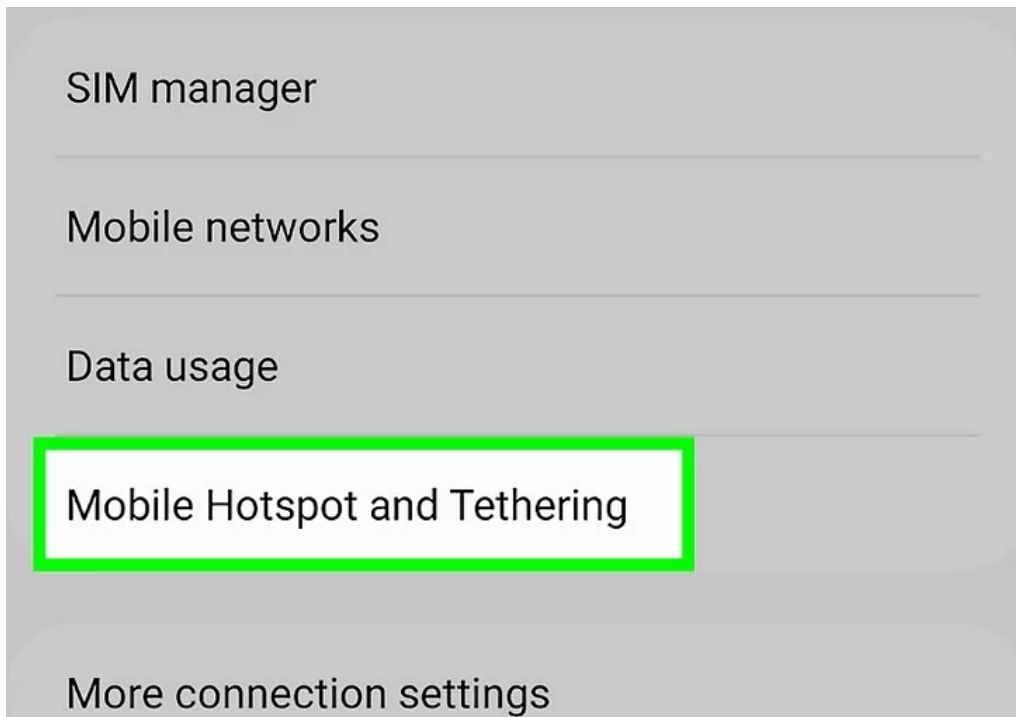 SIM manager
Mobile networks
Data usage
Mobile Hotspot and Tethering
More connection settings